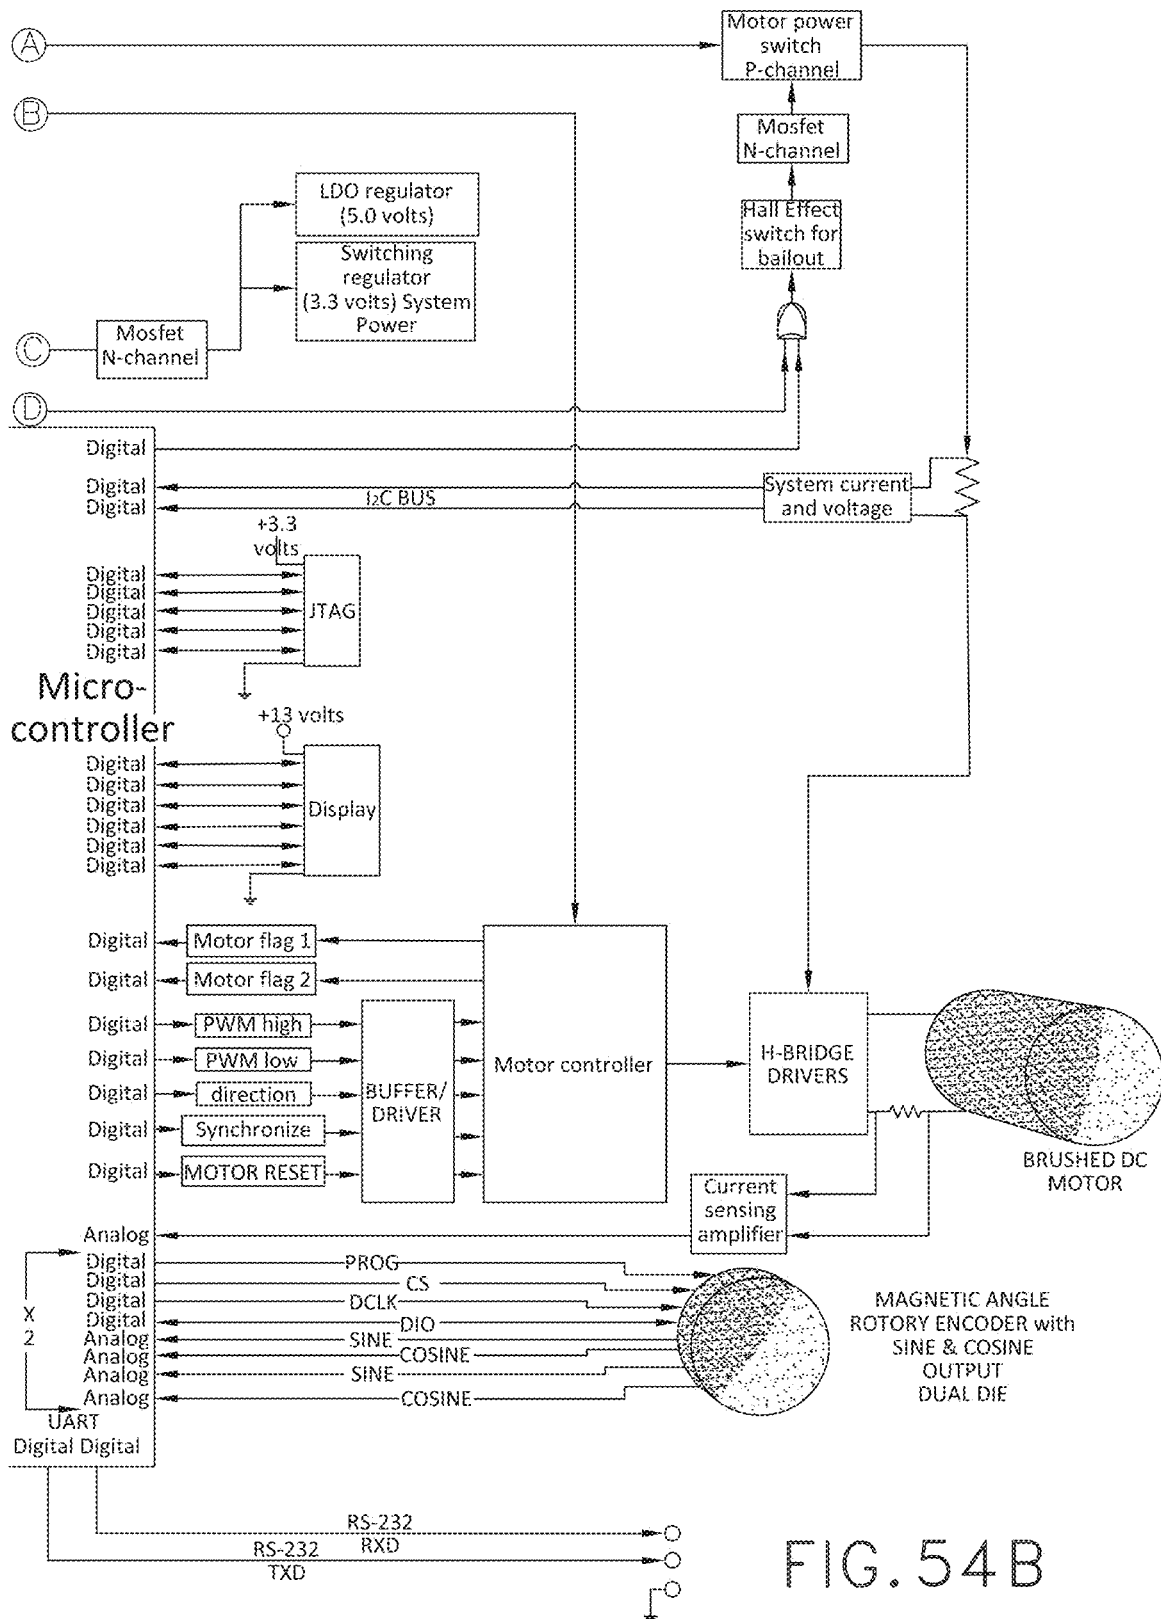 A
Motor power
switch
P-channel
B
Mosfet
N-channel
LDO regulator
(5.0 volts)
Hall Effect
switch for
bailout
Switching
regulator
(3.3 volts) System
Power
C
Mosfet
N-channel
D
Digital
Digital
Digital
I2C BUS
System current
and voltage
+3.3
volts
Digital
Digital
Digital
Digital
Digital
JTAG
Micro-
controller
+13 volts
Digital
Digital
Digital
Digital
Digital
Digital
Display
Digital
Motor flag 1
Digital
Motor flag 2
Digital
PWM high
Digital
PWM low
Digital
direction
Digital
Synchronize
Digital
MOTOR RESET
BUFFER/
DRIVER
Motor controller
H-BRIDGE
DRIVERS
BRUSHED DC
MOTOR
Current
sensing
amplifier
Analog
Digital PROG
Digital CS
Digital DCLK
Digital DIO
Analog SINE
Analog COSINE
Analog SINE
Analog COSINE
X
2
MAGNETIC ANGLE
ROTORY ENCODER with
SINE & COSINE
OUTPUT
DUAL DIE
UART
Digital Digital
RS-232
RXD
RS-232
TXD
FIG. 54B